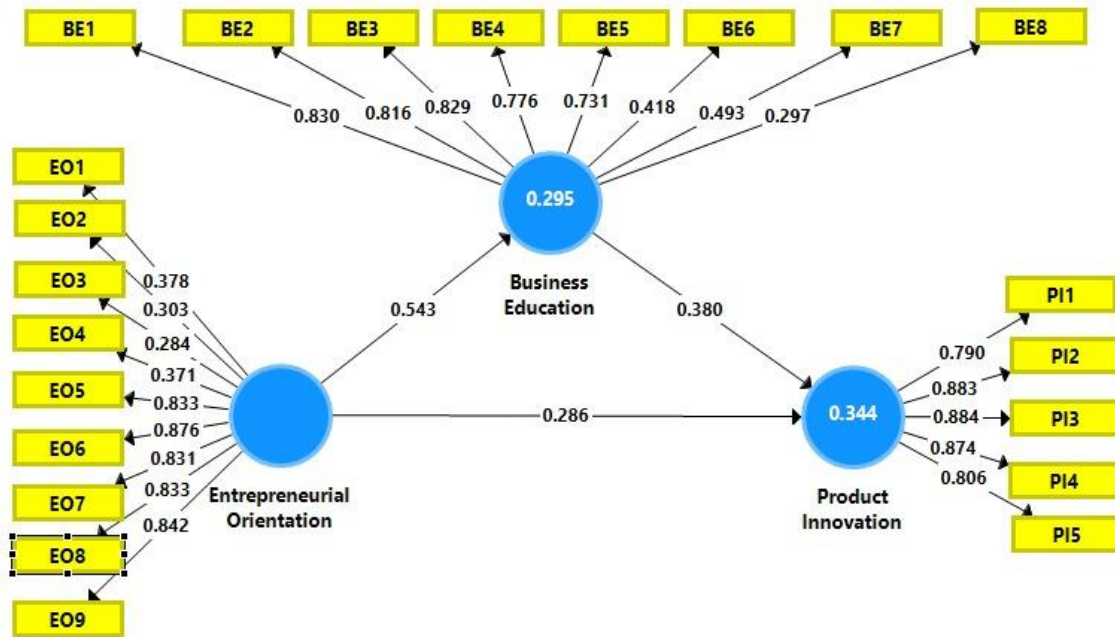 BE1
BE2
BE3
BE4
BE5
BE6
BE7
BE8
0.830
0.816
0.829
0.776
0.731
0.418
0.493
0.297
EO1
EO2
EO3
EO4
EO5
EO6
EO7
EO8
EO9
0.378
0.303
0.284
0.371
0.833
0.876
0.831
0.833
0.842
0.295
Business
Education
0.543
0.380
0.286
Entrepreneurial
Orientation
0.344
Product
Innovation
0.790
0.883
0.884
0.874
0.806
PI1
PI2
PI3
PI4
PI5